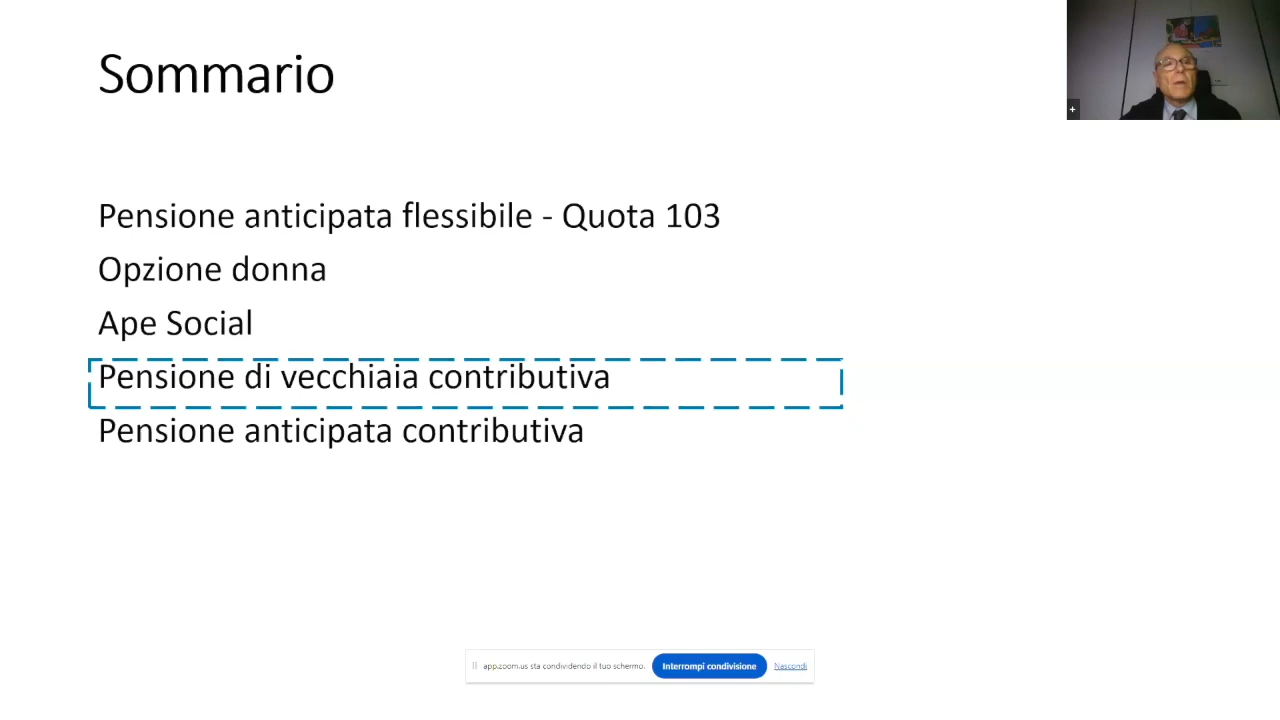 Sommario
Pensione anticipata flessibile - Quota 103
Opzione donna
Ape Social
Pensione di vecchiaia contributiva
Pensione anticipata contributiva
app.zoom.us sta condividendo il tuo schermo. Interrompi condivisione Nascondi